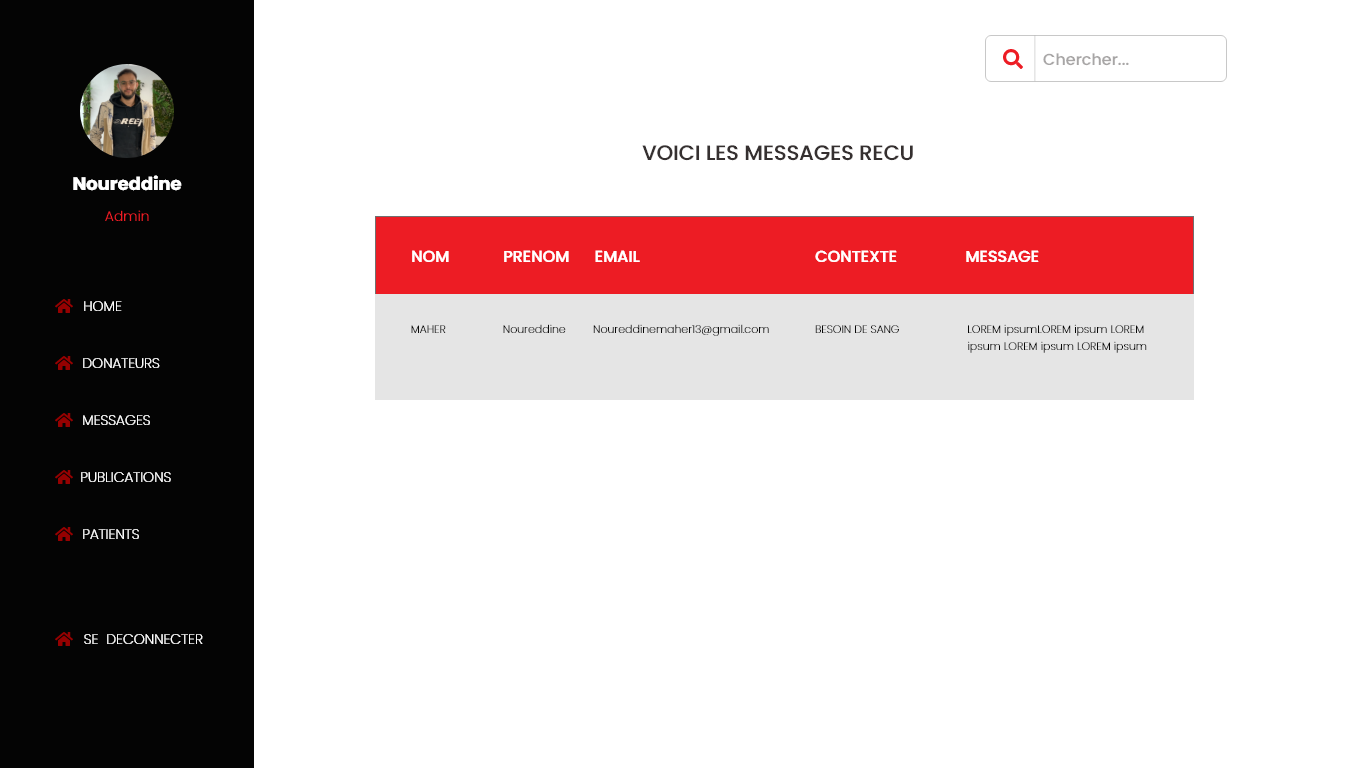 Chercher...
REEF
Noureddine
Admin
HOME
DONATEURS
MESSAGES
PUBLICATIONS
PATIENTS
SE DECONNECTER
VOICI LES MESSAGES RECU
NOM PRENOM EMAIL CONTEXTE MESSAGE
MAHER Noureddine Noureddinemaher13@gmail.com BESOIN DE SANG LOREM ipsumLOREM ipsum LOREM
ipsum LOREM ipsum LOREM ipsum